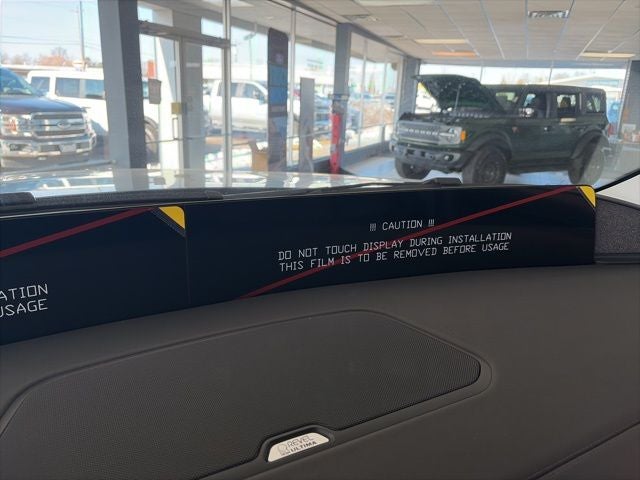 !!! CAUTION !!!
DO NOT TOUCH DISPLAY DURING INSTALLATION
THIS FILM IS TO BE REMOVED BEFORE USAGE
ATION
USAGE
REVEL
ULTIMA